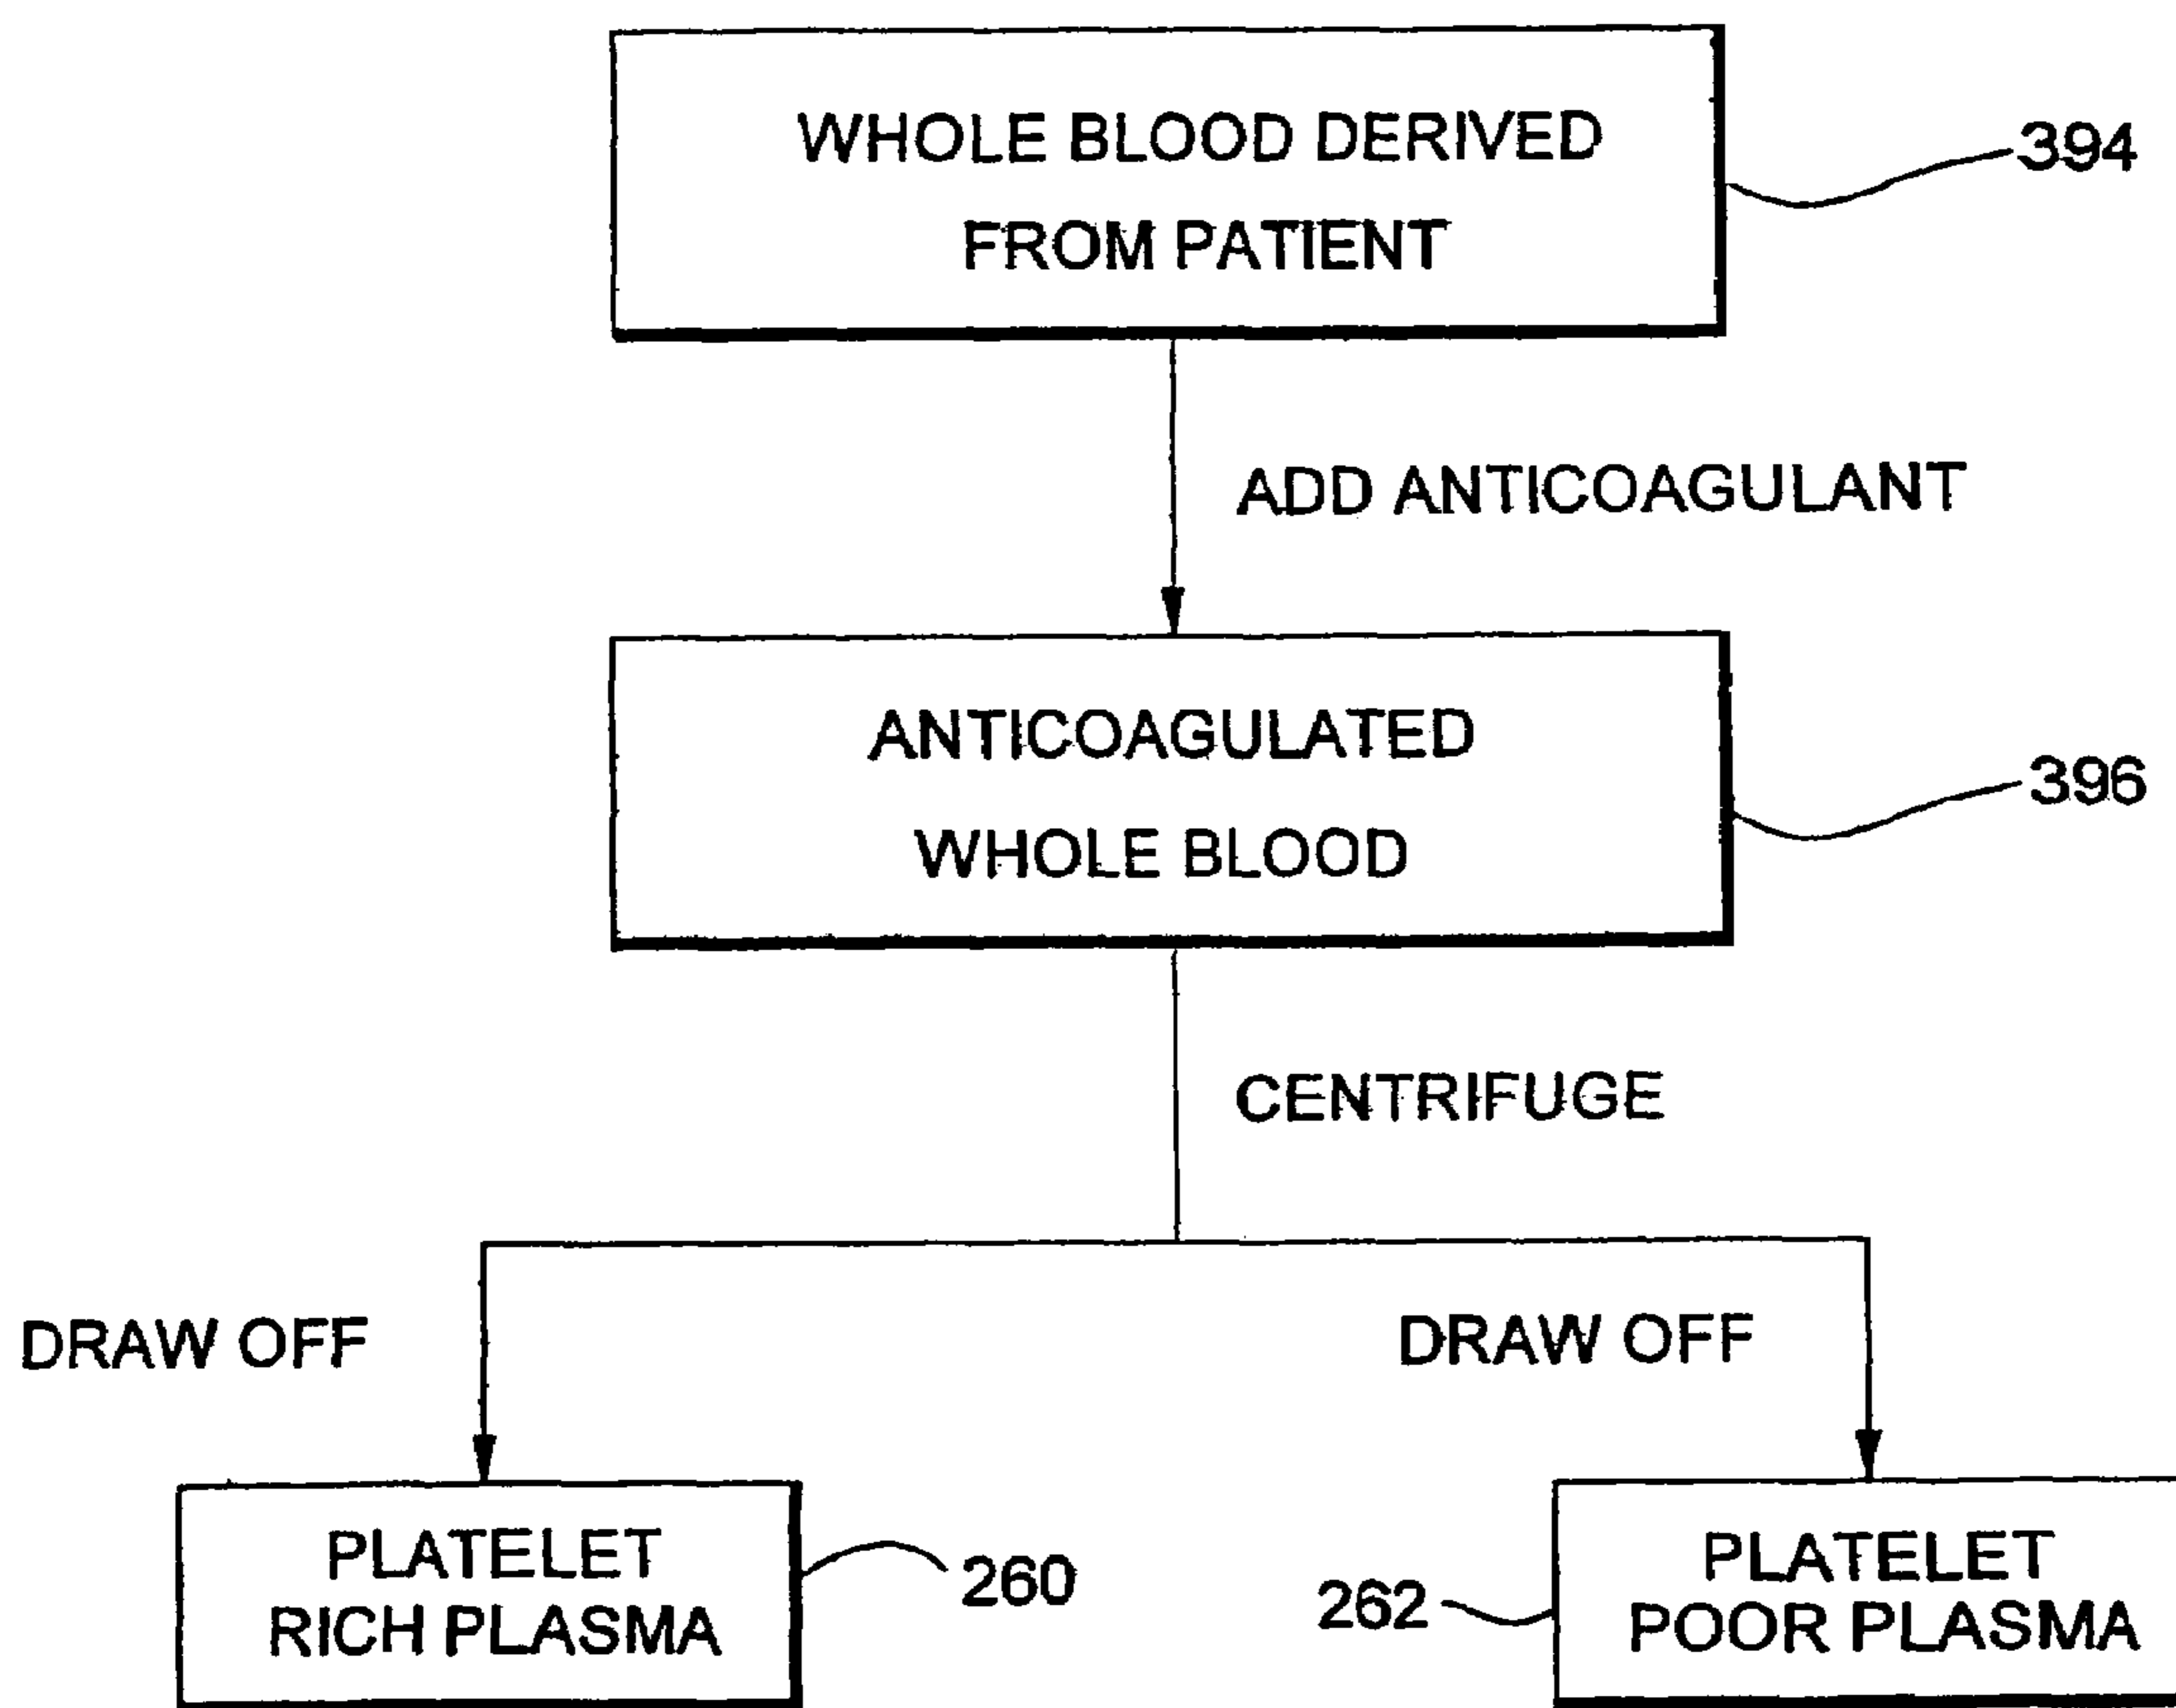 WHOLE BLOOD DERIVED
FROM PATIENT
394
ADD ANTICOAGULANT
ANTICOAGULATED
WHOLE BLOOD
396
CENTRIFUGE
DRAW OFF
DRAW OFF
PLATELET
RICH PLASMA
260
262
PLATELET
POOR PLASMA